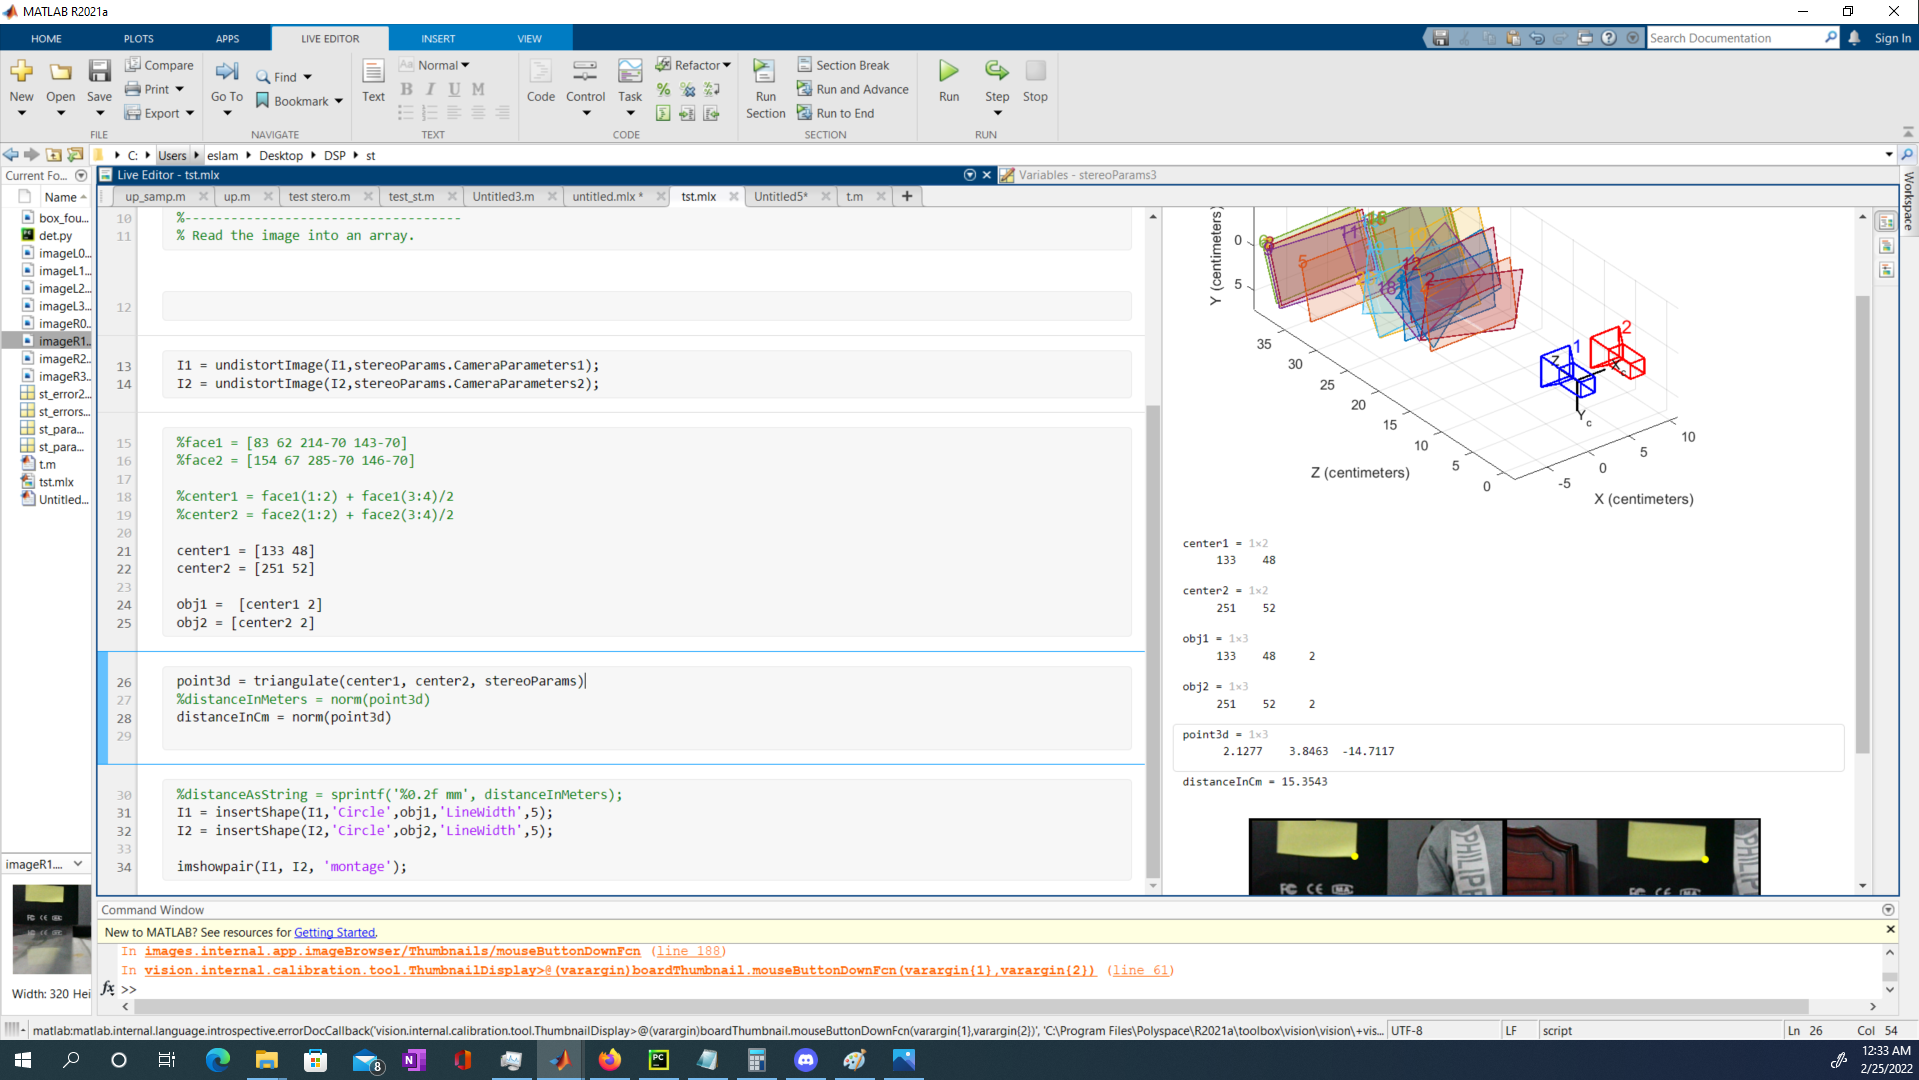 MATLAB R2021a
HOME
PLOTS
APPS
LIVE EDITOR
INSERT
VIEW
Search Documentation
Sign In
New
Open
Save
Compare
Print
Export
FILE
Go To
Find
Bookmark
NAVIGATE
Text
Aa Normal
B I U M
TEXT
Code
Control
Task
Refactor
CODE
Run Section
Section Break
Run and Advance
Run to End
SECTION
Run
Step
Stop
RUN
C: Users eslam Desktop DSP st
Current Fo...
Name
box_fou...
det.py
imageL0...
imageL1...
imageL2...
imageL3...
imageR0...
imageR1...
imageR2...
imageR3...
st_error2...
st_errors...
st_para...
st_para...
t.m
tst.mlx
Untitled...
imageR1....
Width: 320 Hei
Live Editor - tst.mlx
Variables - stereoParams3
Workspace
up_samp.m
up.m
test stero.m
test_st.m
Untitled3.m
untitled.mlx *
tst.mlx
Untitled5*
t.m
10 %------------------------------------
11 % Read the image into an array.
12
13 I1 = undistortImage(I1,stereoParams.CameraParameters1);
14 I2 = undistortImage(I2,stereoParams.CameraParameters2);
15 %face1 = [83 62 214-70 143-70]
16 %face2 = [154 67 285-70 146-70]
17
18 %center1 = face1(1:2) + face1(3:4)/2
19 %center2 = face2(1:2) + face2(3:4)/2
20
21 center1 = [133 48]
22 center2 = [251 52]
23
24 obj1 =  [center1 2]
25 obj2 = [center2 2]
26 point3d = triangulate(center1, center2, stereoParams)
27 %distanceInMeters = norm(point3d)
28 distanceInCm = norm(point3d)
29
30 %distanceAsString = sprintf('%0.2f mm', distanceInMeters);
31 I1 = insertShape(I1,'Circle',obj1,'LineWidth',5);
32 I2 = insertShape(I2,'Circle',obj2,'LineWidth',5);
33
34 imshowpair(I1, I2, 'montage');
Y (centimeters)
0
5
35
30
25
20
15
10
5
0
Z (centimeters)
-5
0
5
10
X (centimeters)
5
11
12
2
18
1
2
Yc
center1 = 1×2
133 48
center2 = 1×2
251 52
obj1 = 1×3
133 48 2
obj2 = 1×3
251 52 2
point3d = 1×3
2.1277 3.8463 -14.7117
distanceInCm = 15.3543
PHILIPP
FC CE
Command Window
New to MATLAB? See resources for Getting Started.
In images.internal.app.imageBrowser/Thumbnails/mouseButtonDownFcn (line 188)
In vision.internal.calibration.tool.ThumbnailDisplay>@(varargin)boardThumbnail.mouseButtonDownFcn(varargin{1},varargin{2}) (line 61)
fx >>
matlab:matlab.internal.language.introspective.errorDocCallback('vision.internal.calibration.tool.ThumbnailDisplay>@(varargin)boardThumbnail.mouseButtonDownFcn(varargin{1},varargin{2})', 'C:\Program Files\Polyspace\R2021a\toolbox\vision\vision\+vis...
UTF-8
LF
script
Ln 26 Col 54
8
12:33 AM
2/25/2022